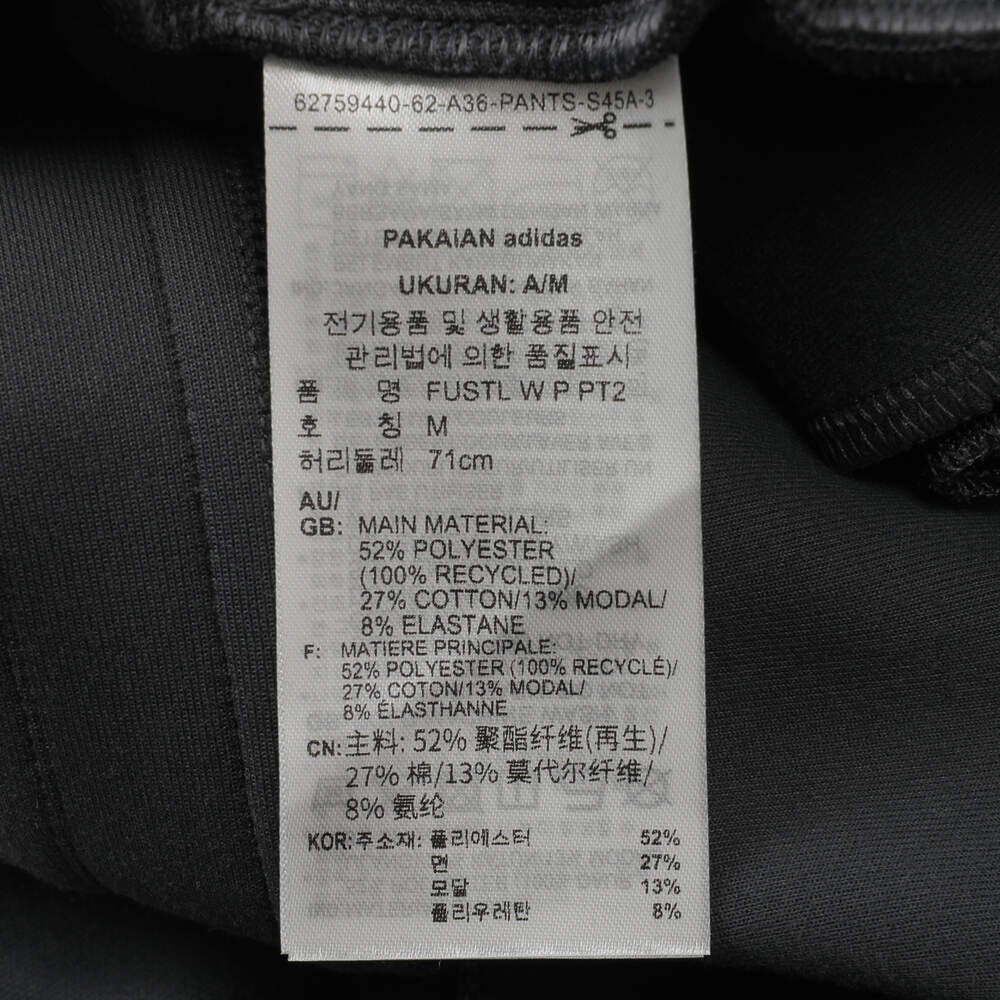 62759440-62-A36-PANTS-S45A-3
PAKAIAN adidas
UKURAN: A/M
전기용품 및 생활용품 안전
관리법에 의한 품질표시
품 명 FUSTL W P PT2
호 칭 M
허리둘레 71cm
AU/
GB: MAIN MATERIAL:
52% POLYESTER
(100% RECYCLED)/
27% COTTON/13% MODAL/
8% ELASTANE
F: MATIERE PRINCIPALE:
52% POLYESTER (100% RECYCLÉ)/
27% COTON/13% MODAL/
8% ÉLASTHANNE
CN: 主料: 52% 聚酯纤维(再生)/
27% 棉/13% 莫代尔纤维/
8% 氨纶
KOR: 주소재: 폴리에스터 52%
면 27%
모달 13%
폴리우레탄 8%